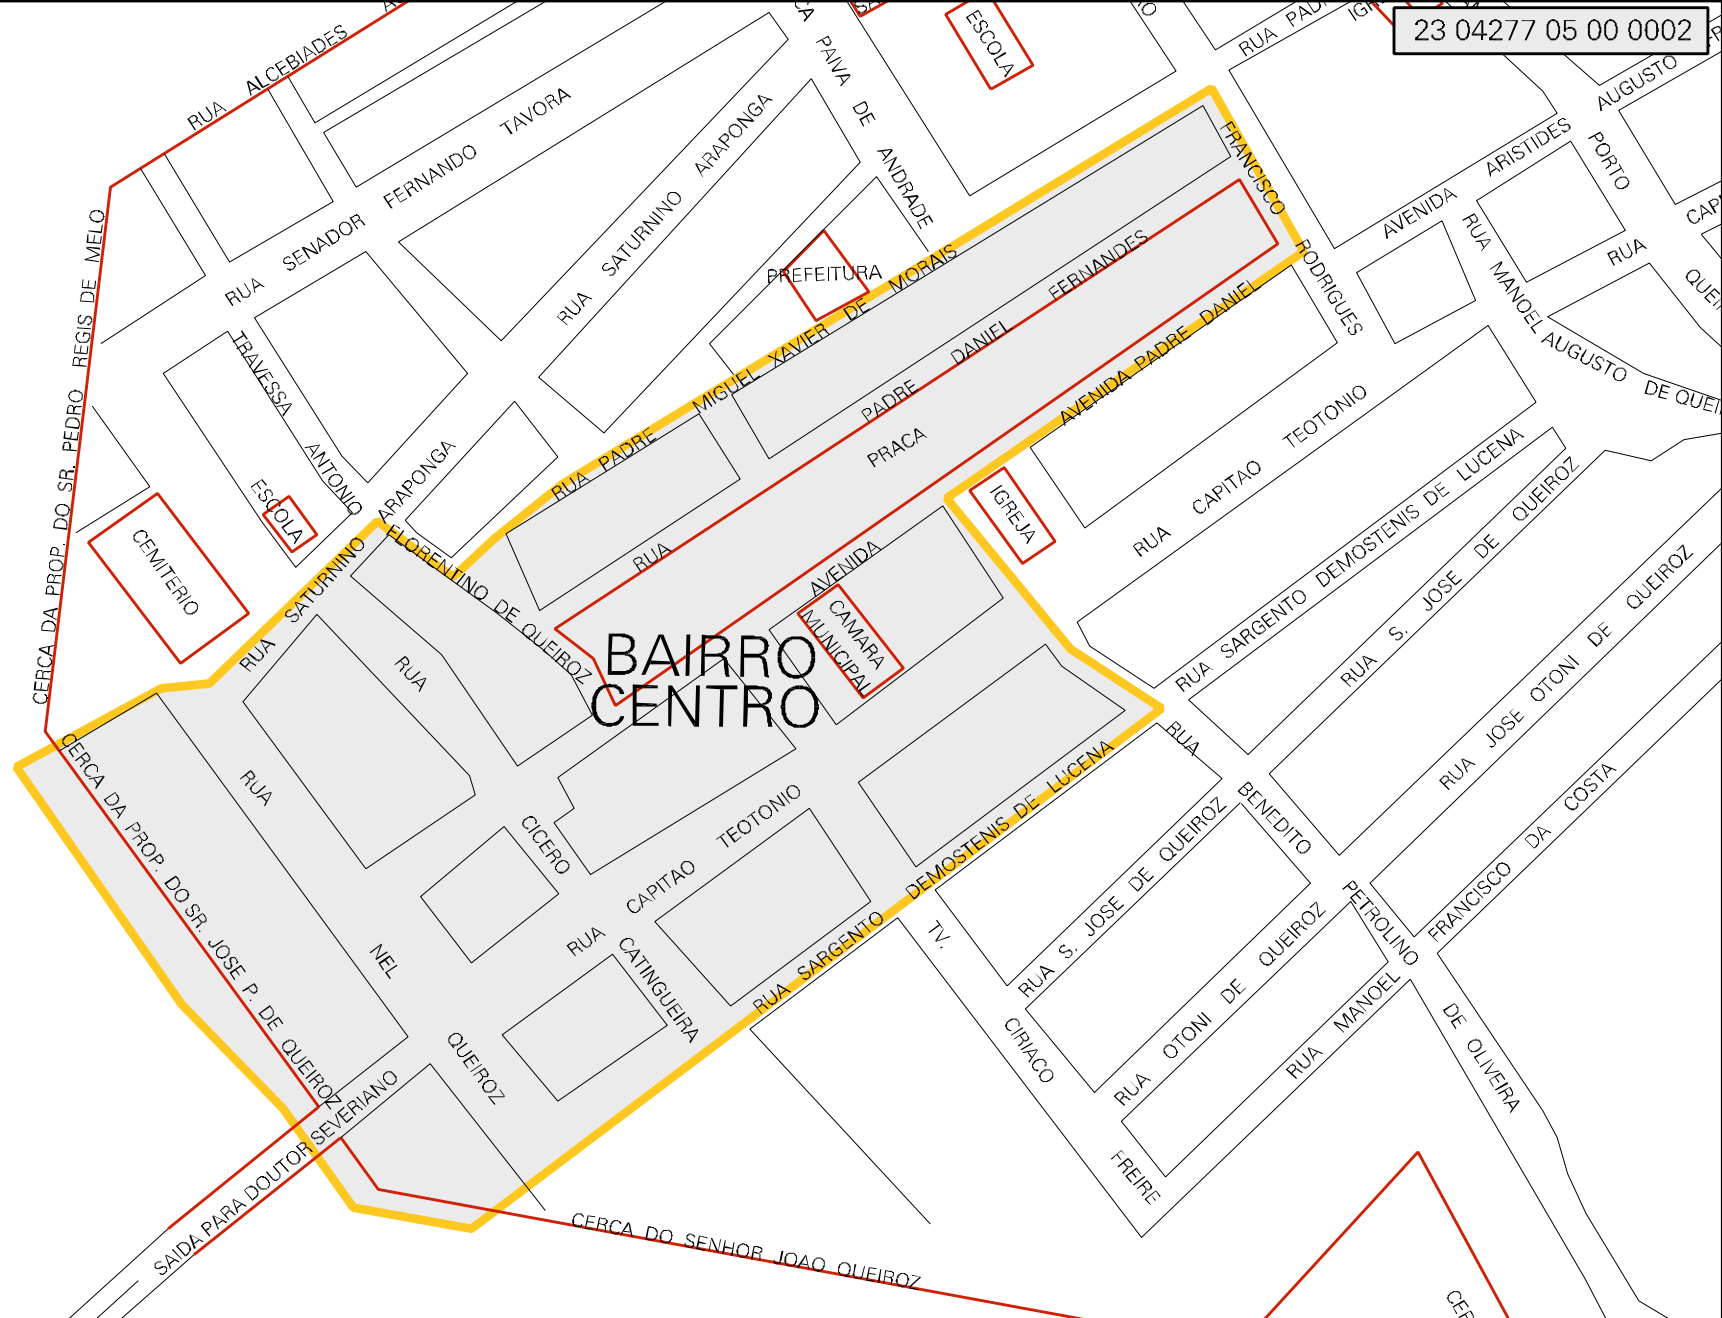 23 04277 05 00 0002
RUA ALCEBIADES
RUA SENADOR FERNANDO TAVORA
RUA SATURNINO ARAPONGA
PAIVA DE ANDRADE
ESCOLA
RUA
AUGUSTO
PORTO
AVENIDA ARISTIDES
RUA
RUA MANOEL AUGUSTO DE
FRANCISCO RODRIGUES
PREFEITURA
RUA PADRE MIGUEL XAVIER DE MORAIS
RUA PADRE DANIEL FERNANDES
PRACA
AVENIDA PADRE DANIEL
AVENIDA
IGREJA
CAMARA
MUNICIPAL
BAIRRO
CENTRO
CERCA DA PROP. DO SR. PEDRO REGIS DE MELO
TRAVESSA ANTONIO
ESCOLA
CEMITERIO
RUA SATURNINO ARAPONGA
FLORENTINO DE QUEIROZ
RUA CICERO CATINGUEIRA
RUA NEL QUEIROZ
CERCA DA PROP. DO SR. JOSE P. DE QUEIROZ
RUA CAPITAO TEOTONIO
RUA CAPITAO TEOTONIO
RUA SARGENTO DEMOSTENIS DE LUCENA
RUA SARGENTO DEMOSTENIS DE LUCENA
RUA S. JOSE DE QUEIROZ
RUA JOSE OTONI DE QUEIROZ
RUA S. JOSE DE QUEIROZ
RUA OTONI DE QUEIROZ
RUA MANOEL FRANCISCO DA COSTA
RUA BENEDITO PETROLINO DE OLIVEIRA
TV. CIRIACO FREIRE
SAIDA PARA DOUTOR SEVERIANO
CERCA DO SENHOR JOAO QUEIROZ